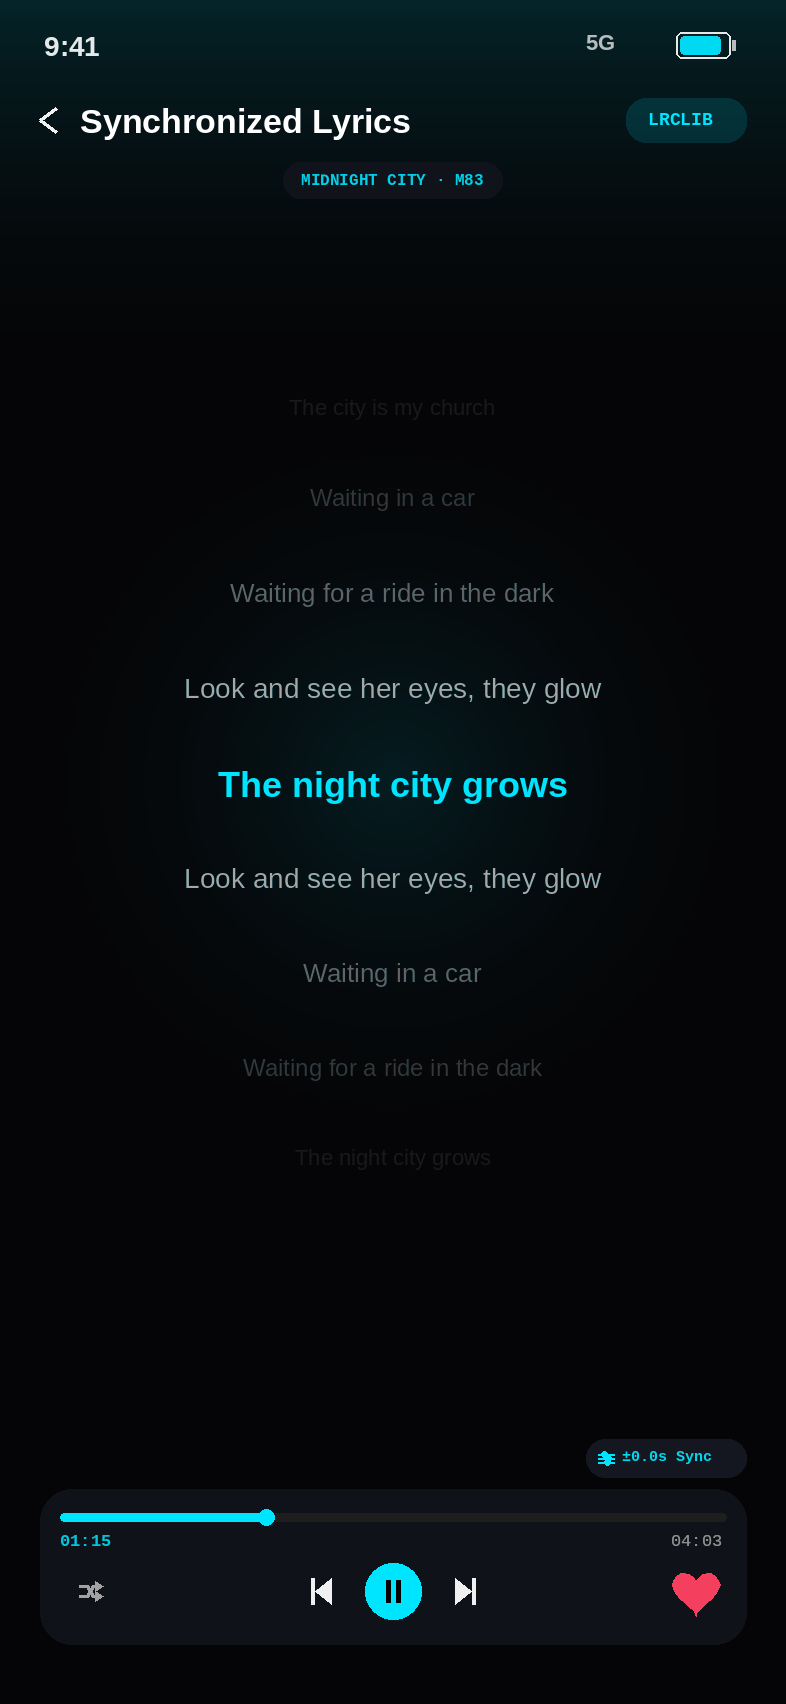 9:41
5G
Synchronized Lyrics
LRCLIB
MIDNIGHT CITY · M83
The city is my church
Waiting in a car
Waiting for a ride in the dark
Look and see her eyes, they glow
The night city grows
Look and see her eyes, they glow
Waiting in a car
Waiting for a ride in the dark
The night city grows
±0.0s Sync
01:15
04:03